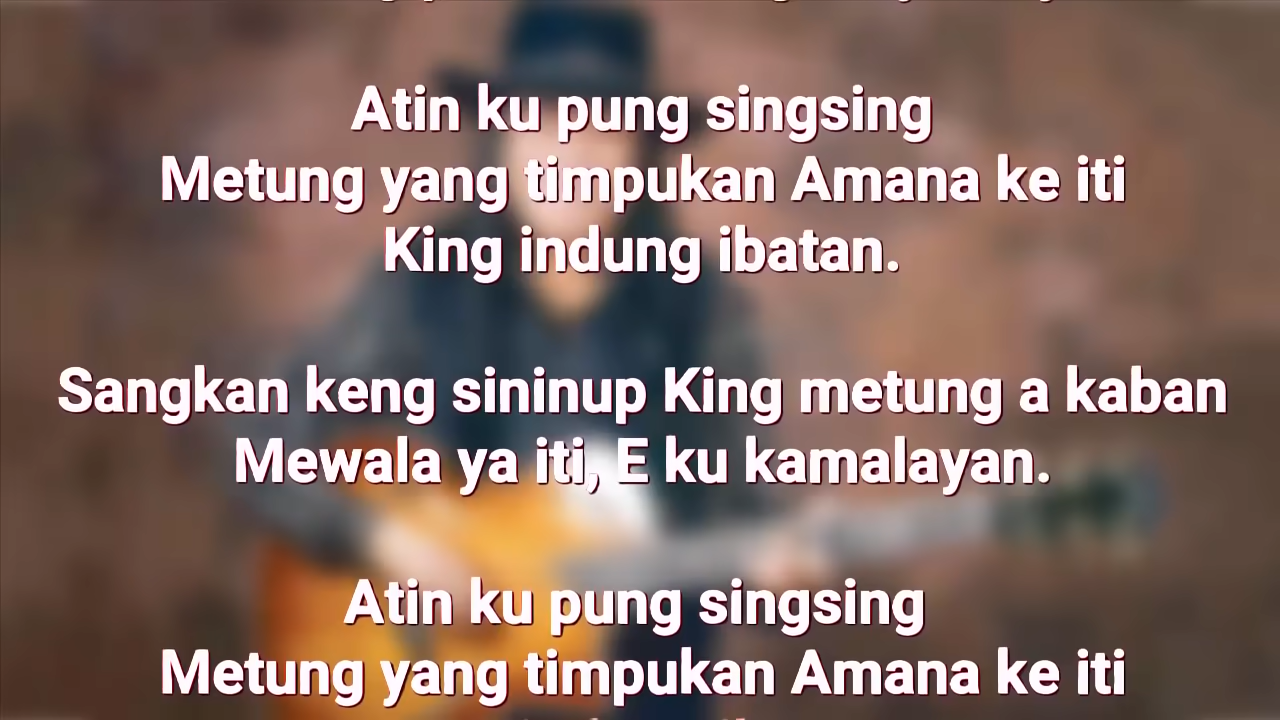 Atin ku pung singsing
Metung yang timpukan Amana ke iti
King indung ibatan.
Sangkan keng sininup King metung a kaban
Mewala ya iti, E ku kamalayan.
Atin ku pung singsing
Metung yang timpukan Amana ke iti